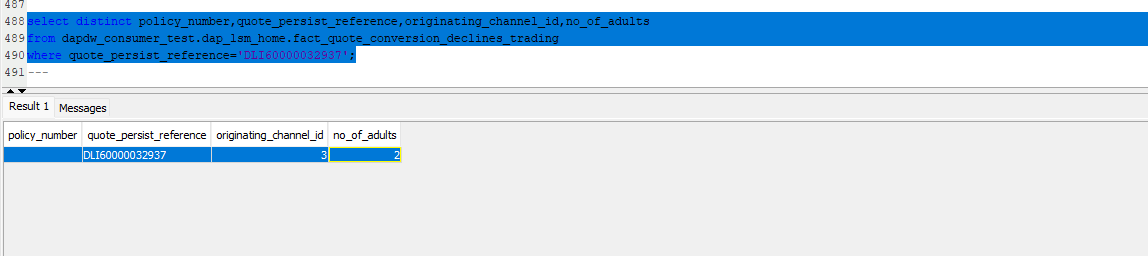 487
488 select distinct policy_number,quote_persist_reference,originating_channel_id,no_of_adults
489 from dapdw_consumer_test.dap_lsm_home.fact_quote_conversion_declines_trading
490 where quote_persist_reference='DLI60000032937';
491 ---
Result 1 Messages
policy_number quote_persist_reference originating_channel_id no_of_adults
DLI60000032937 3 2